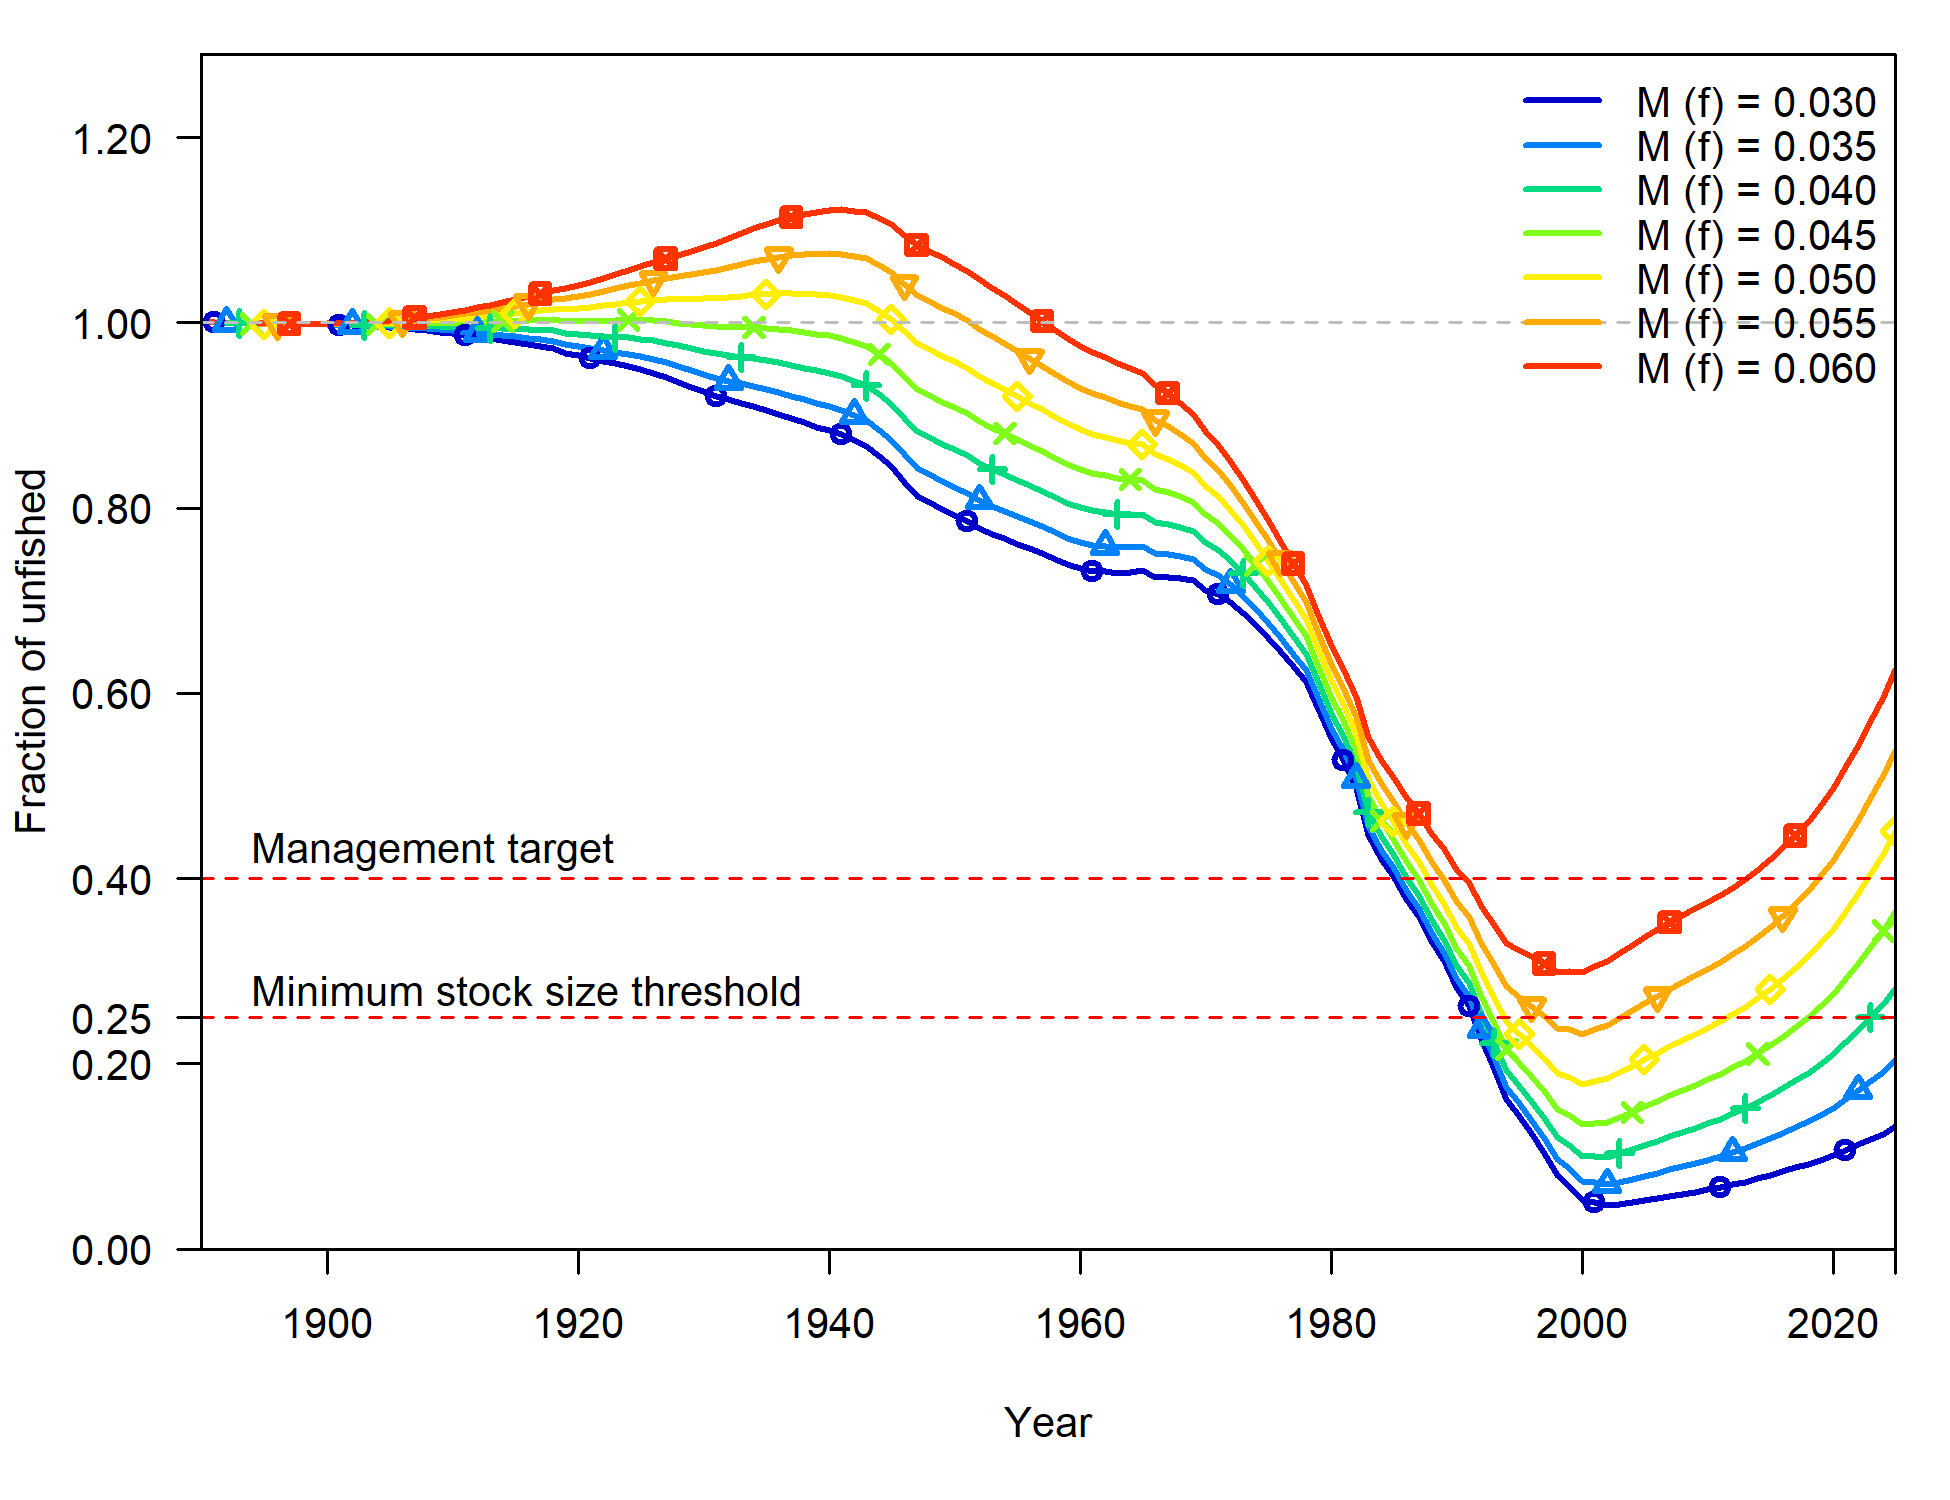 M (f) = 0.030
M (f) = 0.035
M (f) = 0.040
M (f) = 0.045
M (f) = 0.050
M (f) = 0.055
M (f) = 0.060
1.20
1.00
0.80
0.60
0.40
0.25
0.20
0.00
Fraction of unfished
Management target
Minimum stock size threshold
1900 1920 1940 1960 1980 2000 2020
Year